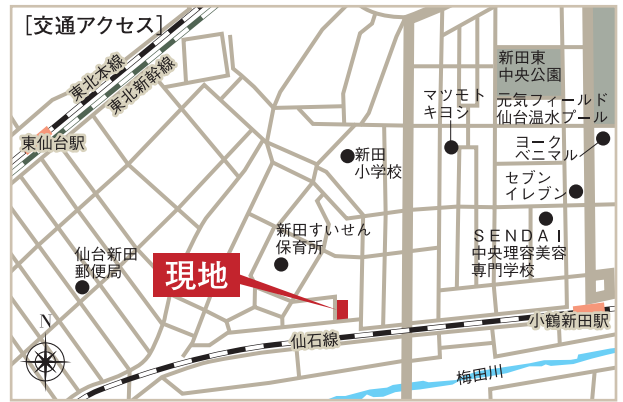 [交通アクセス]
東北本線
東北新幹線
東仙台駅
新田東
中央公園
マツモト
キヨシ
元気フィールド
仙台温水プール
ヨーク
ベニマル
新田
小学校
セブン
イレブン
新田すいせん
保育所
SENDAI
中央理容美容
専門学校
仙台新田
郵便局
現地
小鶴新田駅
仙石線
N
梅田川